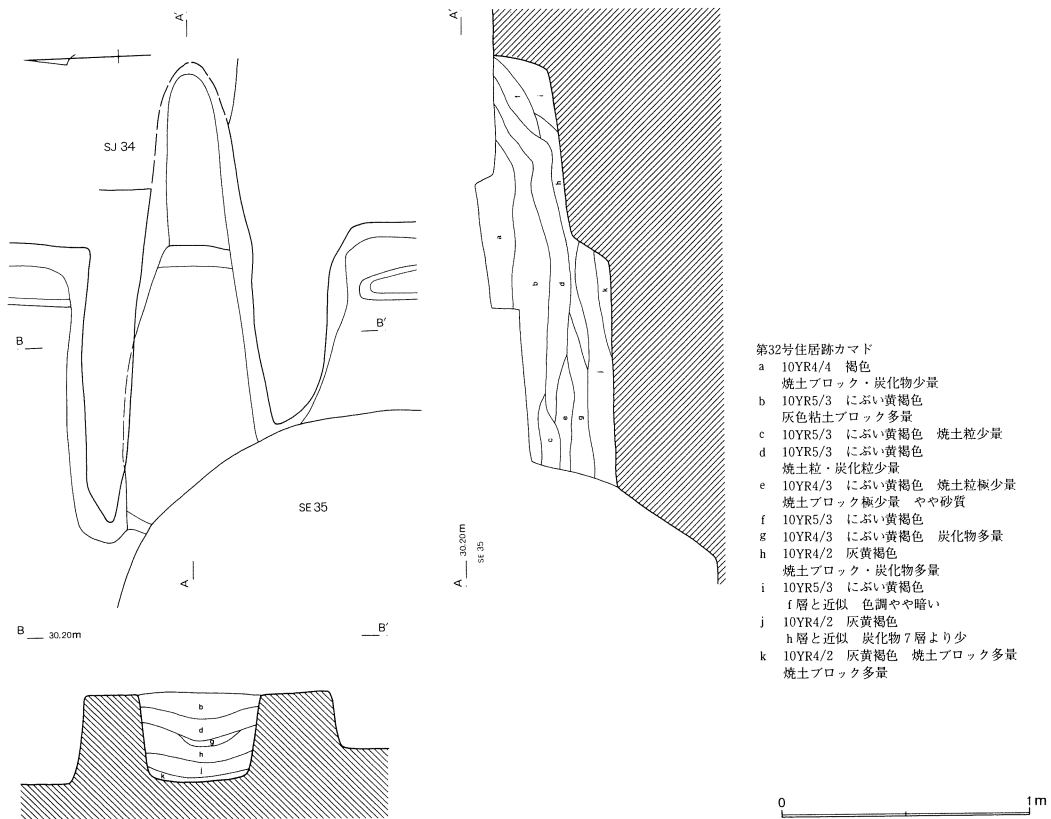 A′
SJ 34
B
B′
SE 35
A
A′
f
i
h
a
b
d
k
j
e
g
c
A 30.20m
SE 35
B 30.20m
B′
b
d
g
h
j
k
第32号住居跡カマド
a 10YR4/4 褐色
焼土ブロック・炭化物少量
b 10YR5/3 にぶい黄褐色
灰色粘土ブロック多量
c 10YR5/3 にぶい黄褐色 焼土粒少量
d 10YR5/3 にぶい黄褐色
焼土粒・炭化粒少量
e 10YR4/3 にぶい黄褐色 焼土粒極少量
焼土ブロック極少量 やや砂質
f 10YR5/3 にぶい黄褐色
g 10YR4/3 にぶい黄褐色 炭化物多量
h 10YR4/2 灰黄褐色
焼土ブロック・炭化物多量
i 10YR5/3 にぶい黄褐色
f層と近似 色調やや暗い
j 10YR4/2 灰黄褐色
h層と近似 炭化物7層より少
k 10YR4/2 灰黄褐色 焼土ブロック多量
焼土ブロック多量
0 1m